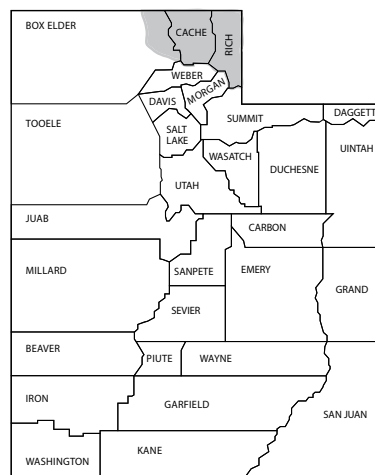 BOX ELDER
CACHE
RICH
WEBER
MORGAN
DAVIS
SUMMIT
DAGGETT
TOOELE
SALT
LAKE
WASATCH
DUCHESNE
UINTAH
UTAH
JUAB
CARBON
MILLARD
SANPETE
EMERY
GRAND
SEVIER
BEAVER
PIUTE
WAYNE
IRON
GARFIELD
SAN JUAN
WASHINGTON
KANE